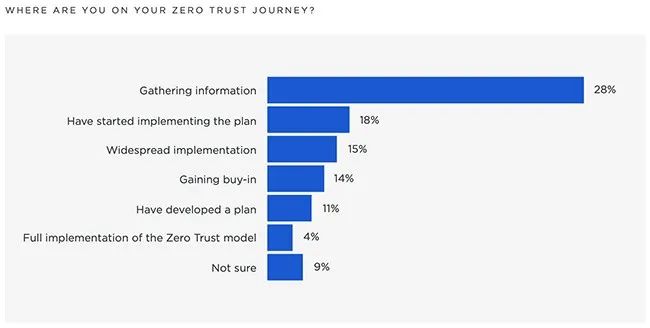 WHERE ARE YOU ON YOUR ZERO TRUST JOURNEY?
Gathering information 28%
Have started implementing the plan 18%
Widespread implementation 15%
Gaining buy-in 14%
Have developed a plan 11%
Full implementation of the Zero Trust model 4%
Not sure 9%